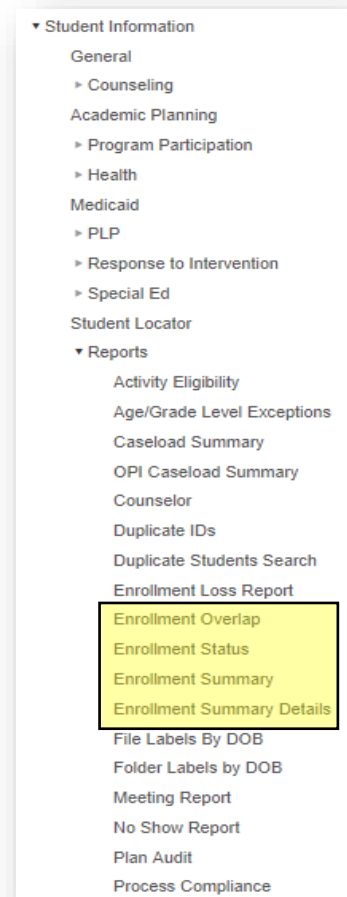 Student Information
General
Counseling
Academic Planning
Program Participation
Health
Medicaid
PLP
Response to Intervention
Special Ed
Student Locator
Reports
Activity Eligibility
Age/Grade Level Exceptions
Caseload Summary
OPI Caseload Summary
Counselor
Duplicate IDs
Duplicate Students Search
Enrollment Loss Report
Enrollment Overlap
Enrollment Status
Enrollment Summary
Enrollment Summary Details
File Labels By DOB
Folder Labels by DOB
Meeting Report
No Show Report
Plan Audit
Process Compliance